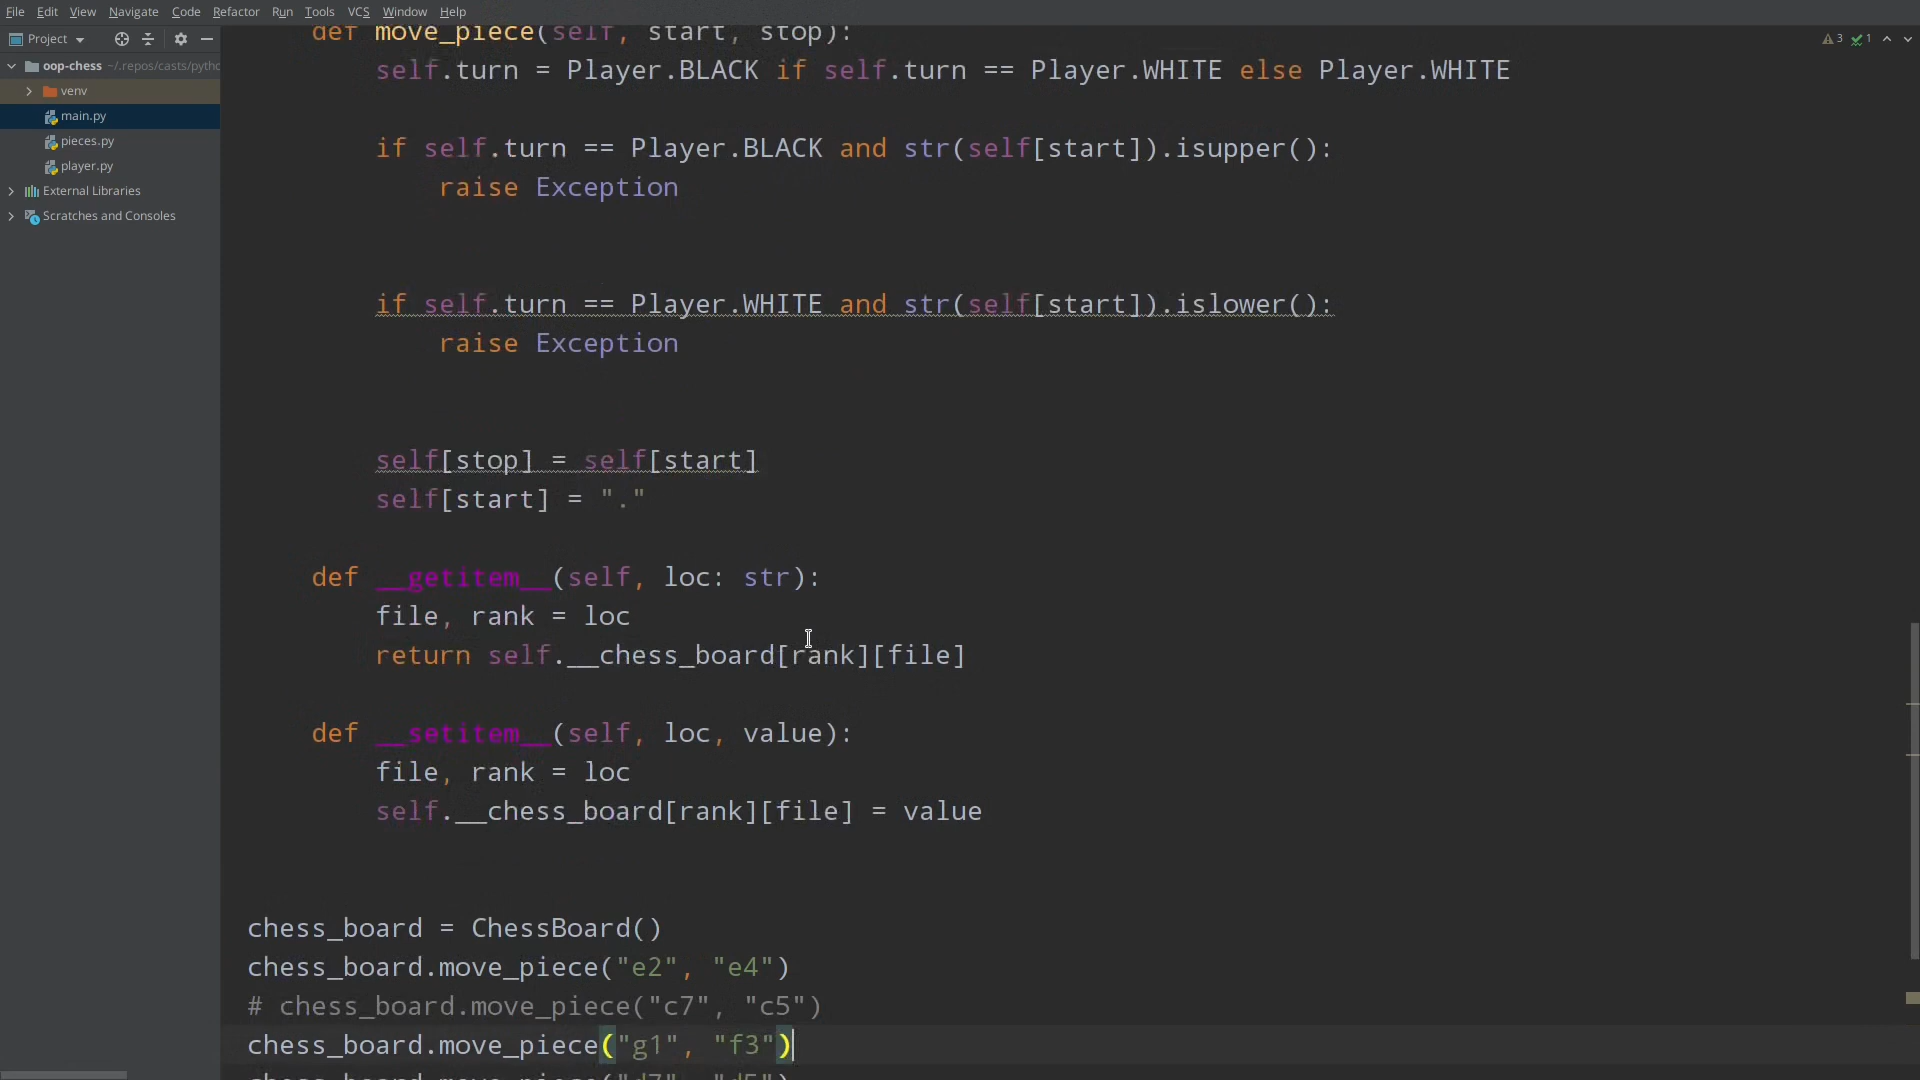 File Edit View Navigate Code Refactor Run Tools VCS Window Help
Project
oop-chess ~/.repos/casts/pytho
venv
main.py
pieces.py
player.py
External Libraries
Scratches and Consoles
3 1
def move_piece(self, start, stop):
self.turn = Player.BLACK if self.turn == Player.WHITE else Player.WHITE
if self.turn == Player.BLACK and str(self[start]).isupper():
raise Exception
if self.turn == Player.WHITE and str(self[start]).islower():
raise Exception
self[stop] = self[start]
self[start] = "."
def __getitem__(self, loc: str):
file, rank = loc
return self.__chess_board[rank][file]
def __setitem__(self, loc, value):
file, rank = loc
self.__chess_board[rank][file] = value
chess_board = ChessBoard()
chess_board.move_piece("e2", "e4")
# chess_board.move_piece("c7", "c5")
chess_board.move_piece("g1", "f3")
chess_board.move_piece("d7", "d5")